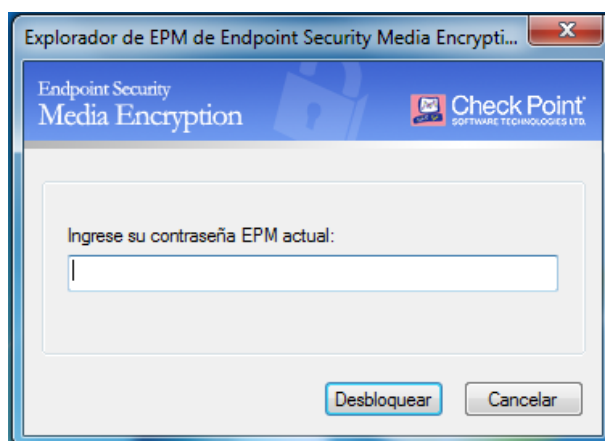 Explorador de EPM de Endpoint Security Media Encrypti...
Endpoint Security
Media Encryption
Check Point
SOFTWARE TECHNOLOGIES LTD.
Ingrese su contraseña EPM actual:
Desbloquear
Cancelar